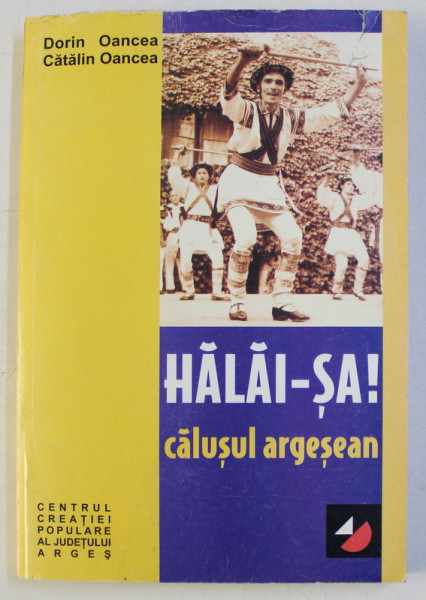 Dorin Oancea
Cătălin Oancea
HĂLĂI-ȘA!
călușul argeșean
CENTRUL
CREAȚIEI
POPULARE
AL JUDEȚULUI
ARGEȘ